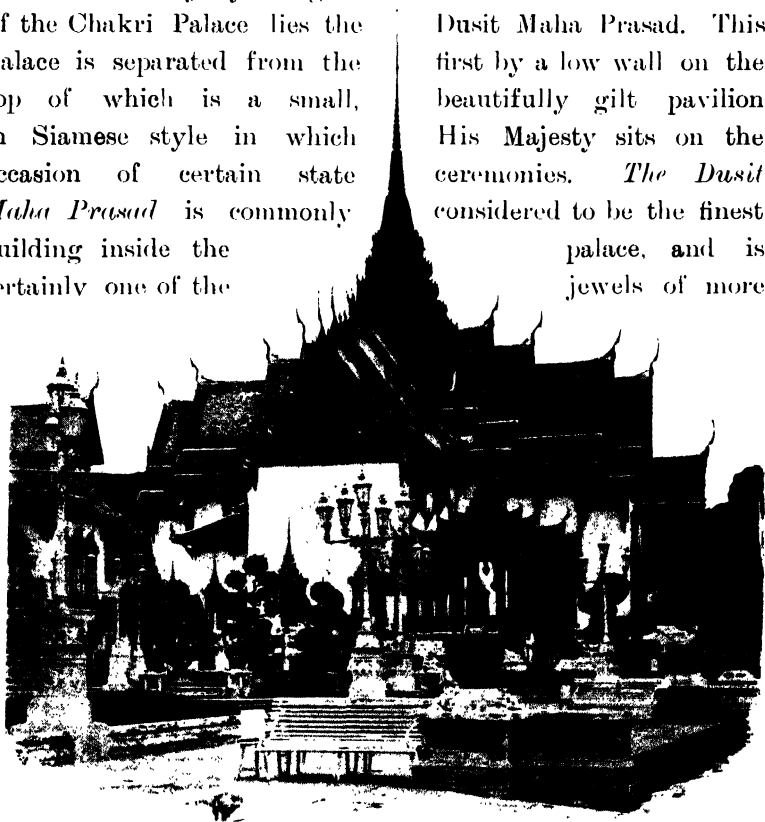 f the Chakri Palace lies the Dusit Maha Prasad. This
alace is separated from the first by a low wall on the
op of which is a small, beautifully gilt pavilion
n Siamese style in which His Majesty sits on the
ccasion of certain state ceremonies. The Dusit
Maha Prasad is commonly considered to be the finest
uilding inside the palace, and is
ertainly one of the jewels of more